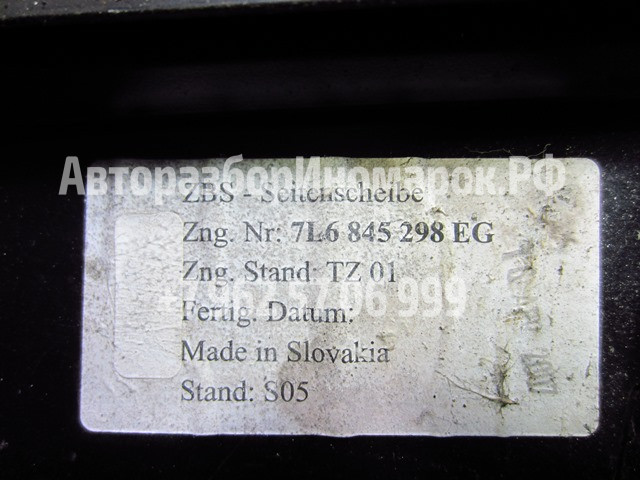 АвторазборИномарок.РФ
ZBS - Seitenscheibe
Zng. Nr: 7L6 845 298 EG
Zng. Stand: TZ 01
Fertig. Datum:
Made in Slovakia
Stand: S05